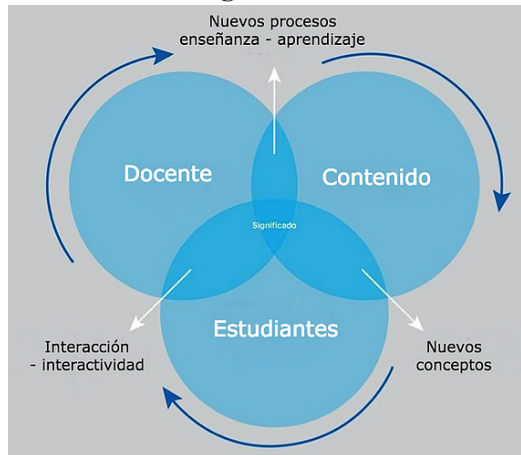 Nuevos procesos
enseñanza - aprendizaje
Docente
Contenido
Significado
Estudiantes
Interacción
- interactividad
Nuevos
conceptos